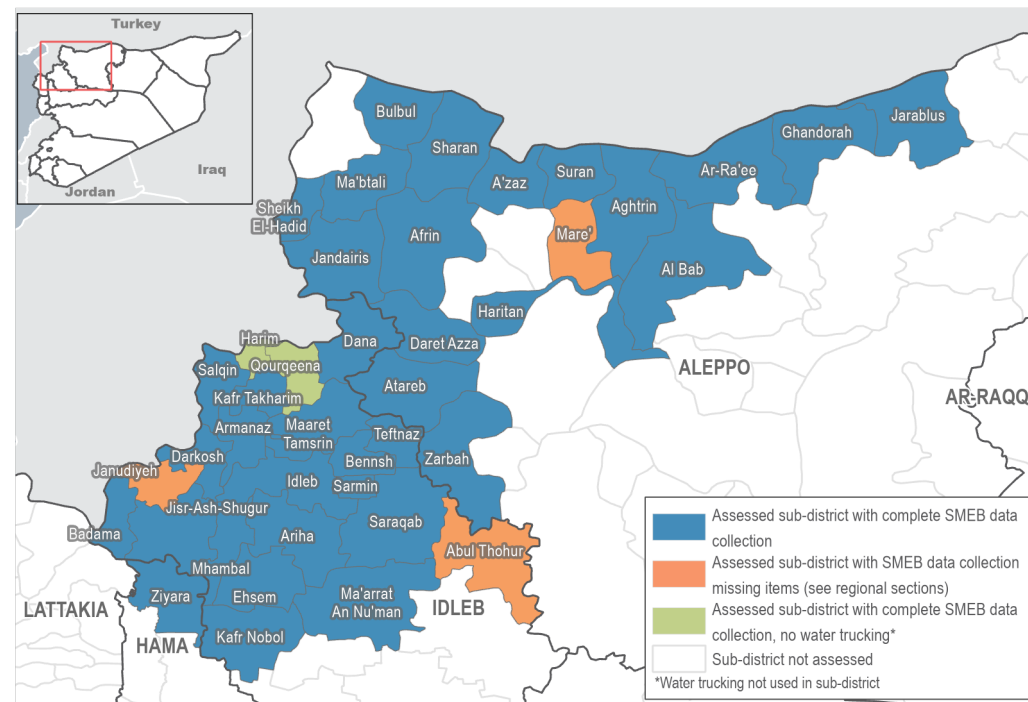 Turkey
Iraq
Jordan
Bulbul
Jarablus
Ghandorah
Sharan
Suran
Ar-Ra'ee
A'zaz
Ma'btali
Aghtrin
Sheikh
El-Hadid
Afrin
Mare'
Jandairis
Al Bab
Haritan
Harim
Dana
Daret Azza
Qourqeena
Salqin
ALEPPO
Atareb
Kafr Takharim
AR-RAQQ
Armanaz
Maaret
Tamsrin
Teftnaz
Darkosh
Bennsh
Zarbah
Janudiyeh
Idleb
Sarmin
Jisr-Ash-Shugur
Saraqab
Badama
Ariha
Abul Thohur
Mhambal
Ziyara
Ehsem
Ma'arrat
An Nu'man
LATTAKIA
IDLEB
HAMA
Kafr Nobol
Assessed sub-district with complete SMEB data
collection
Assessed sub-district with SMEB data collection
missing items (see regional sections)
Assessed sub-district with complete SMEB data
collection, no water trucking*
Sub-district not assessed
*Water trucking not used in sub-district